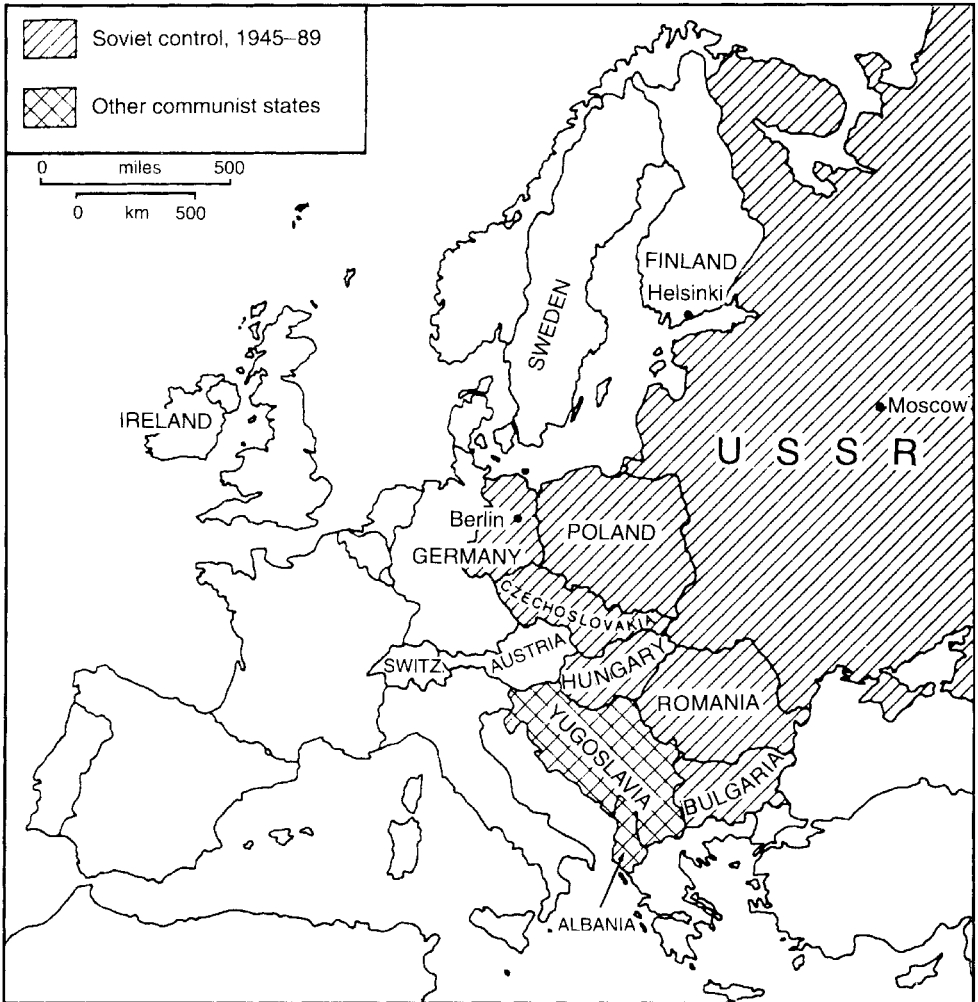 Soviet control, 1945–89
Other communist states
0 miles 500
0 km 500
FINLAND
Helsinki
SWEDEN
IRELAND
Moscow
U S S R
Berlin
POLAND
GERMANY
CZECHOSLOVAKIA
AUSTRIA
SWITZ.
HUNGARY
ROMANIA
YUGOSLAVIA
BULGARIA
ALBANIA